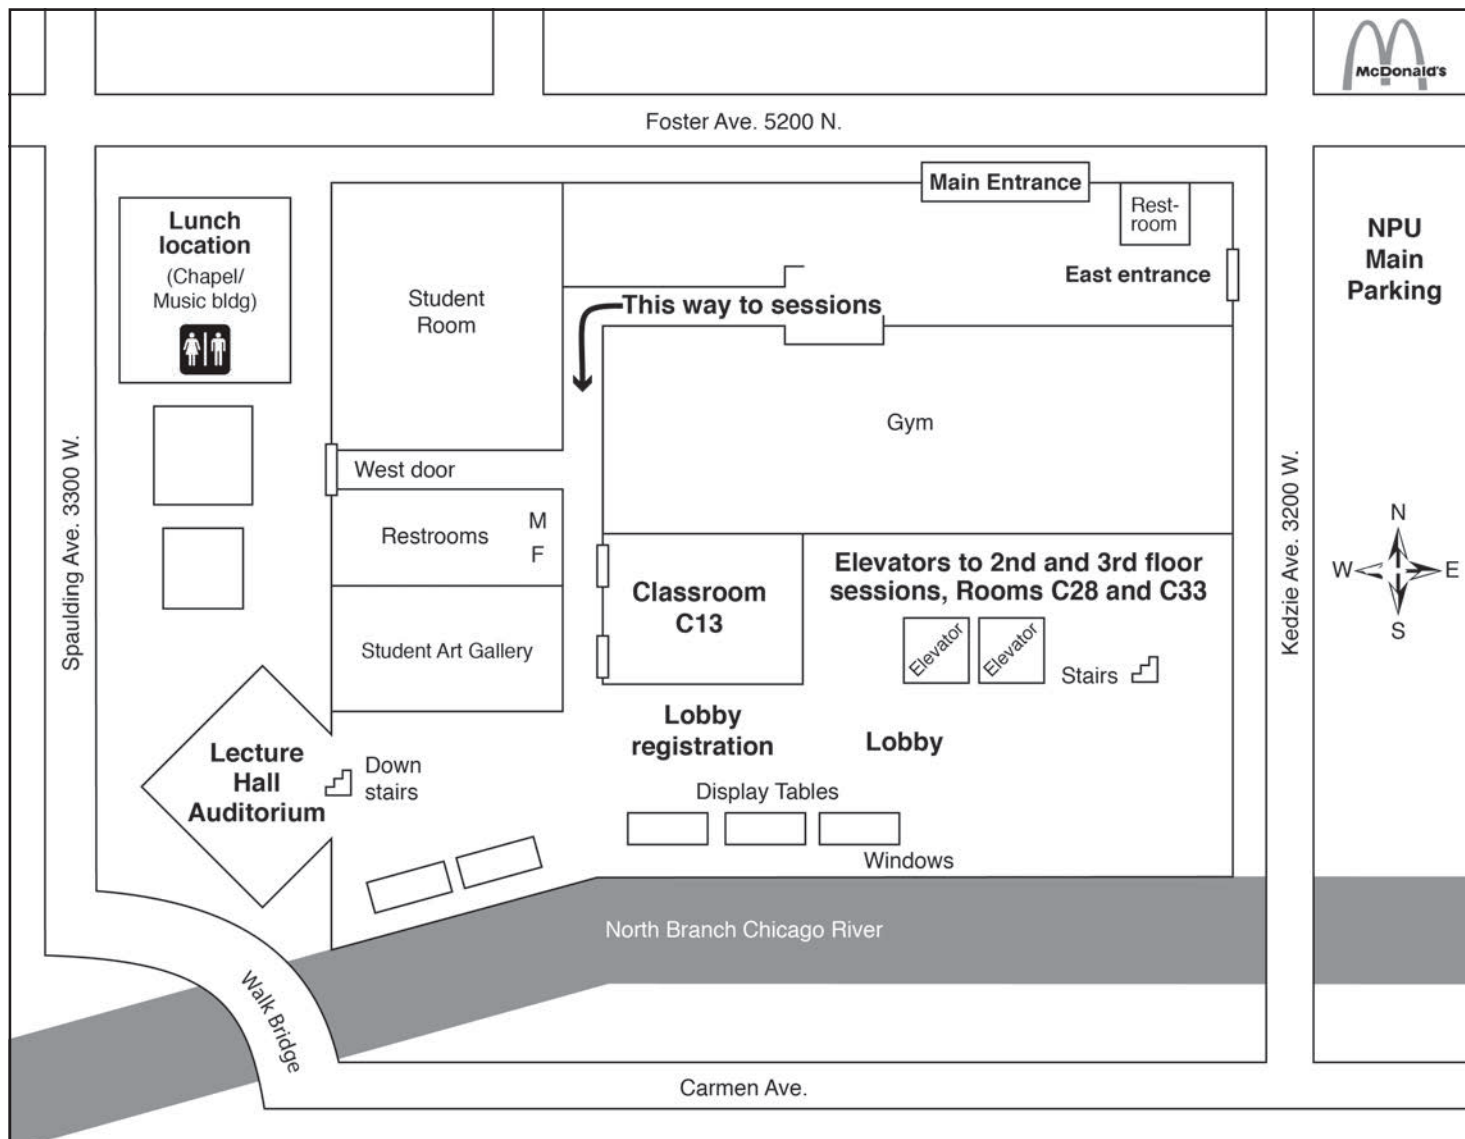 McDonald's
Foster Ave. 5200 N.
Main Entrance
Rest-
room
Lunch
location
(Chapel/
Music bldg)
NPU
Main
Parking
East entrance
Student
Room
This way to sessions
Gym
Spaulding Ave. 3300 W.
Kedzie Ave. 3200 W.
West door
Restrooms
M
F
N
W
E
S
Classroom
C13
Elevators to 2nd and 3rd floor
sessions, Rooms C28 and C33
Elevator
Elevator
Stairs
Student Art Gallery
Lobby
registration
Lobby
Lecture
Hall
Auditorium
Down
stairs
Display Tables
Windows
North Branch Chicago River
Walk Bridge
Carmen Ave.